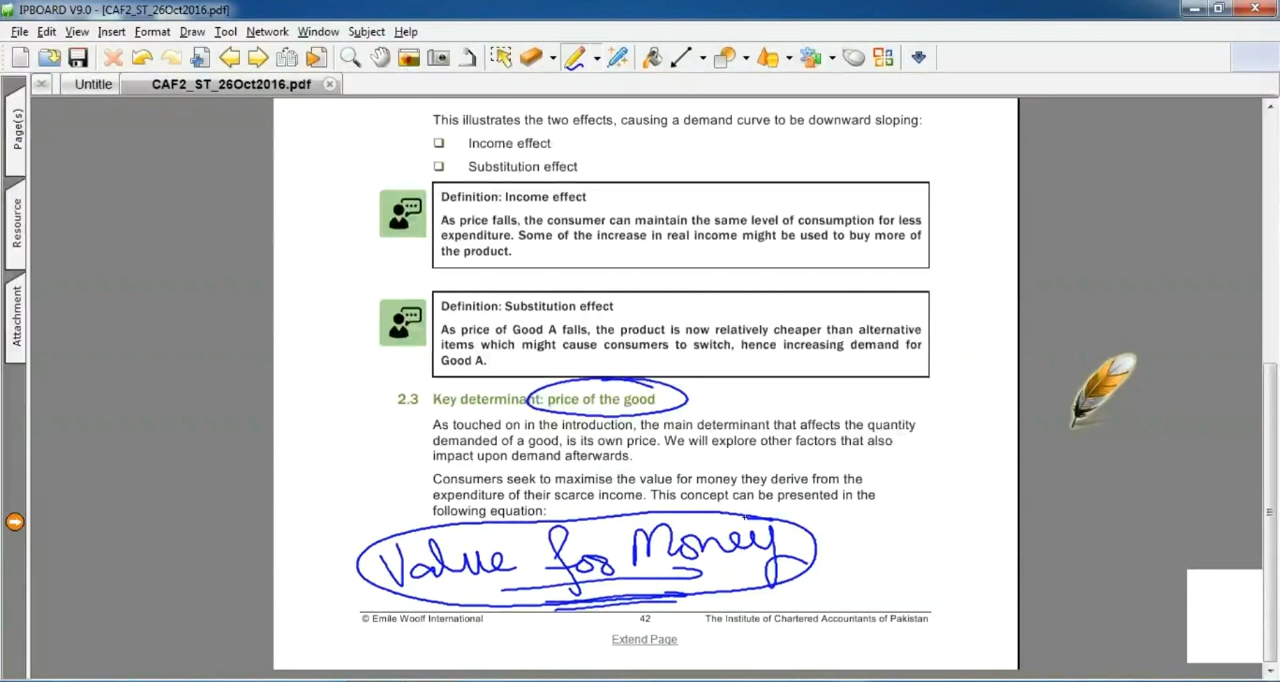 IPBOARD V9.0 - [CAF2_ST_26Oct2016.pdf]
File Edit View Insert Format Draw Tool Network Window Subject Help
Untitle CAF2_ST_26Oct2016.pdf
Page(s)
Resource
Attachment
This illustrates the two effects, causing a demand curve to be downward sloping:
Income effect
Substitution effect
Definition: Income effect
As price falls, the consumer can maintain the same level of consumption for less
expenditure. Some of the increase in real income might be used to buy more of
the product.
Definition: Substitution effect
As price of Good A falls, the product is now relatively cheaper than alternative
items which might cause consumers to switch, hence increasing demand for
Good A.
2.3 Key determinant: price of the good
As touched on in the introduction, the main determinant that affects the quantity
demanded of a good, is its own price. We will explore other factors that also
impact upon demand afterwards.
Consumers seek to maximise the value for money they derive from the
expenditure of their scarce income. This concept can be presented in the
following equation:
Value for Money
© Emile Woolf International 42 The Institute of Chartered Accountants of Pakistan
Extend Page